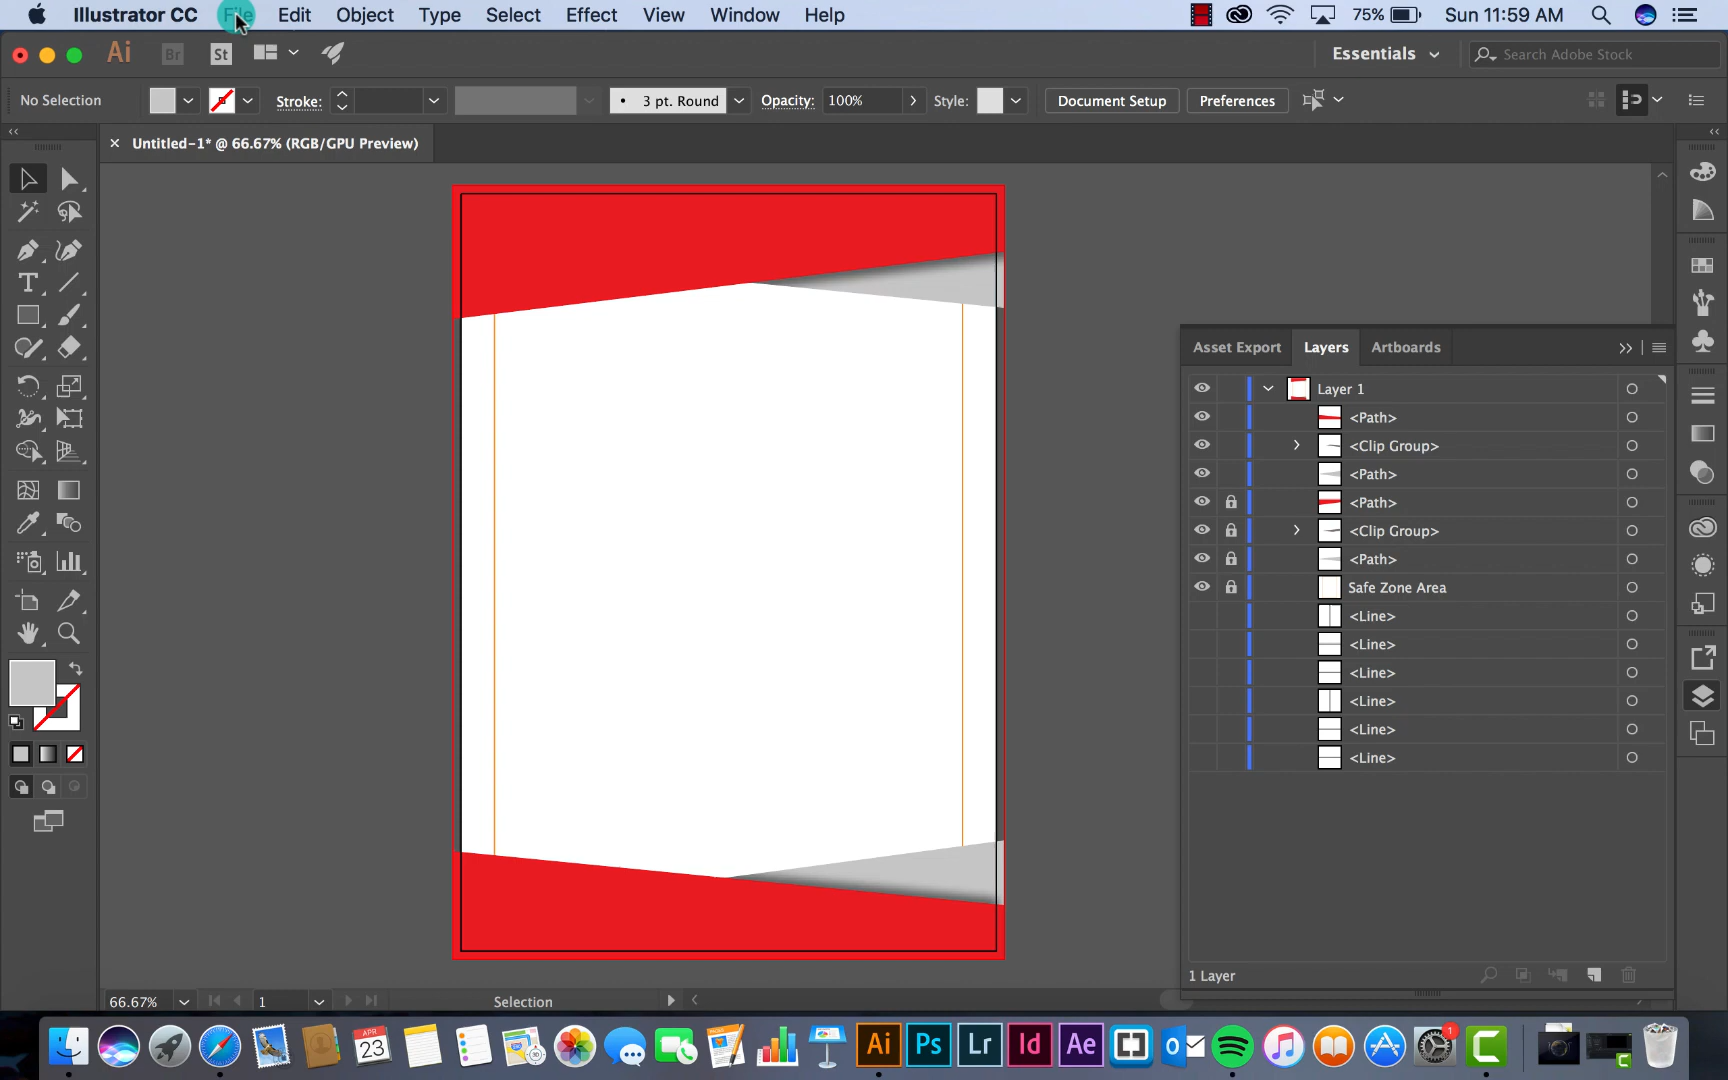 Illustrator CC File Edit Object Type Select Effect View Window Help 75% Sun 11:59 AM
Ai Br St Essentials Search Adobe Stock
No Selection Stroke: 3 pt. Round Opacity: 100% Style: Document Setup Preferences
Untitled-1* @ 66.67% (RGB/GPU Preview)
Asset Export Layers Artboards
Layer 1
<Path>
<Clip Group>
<Path>
<Path>
<Clip Group>
<Path>
Safe Zone Area
<Line>
<Line>
<Line>
<Line>
<Line>
<Line>
1 Layer
66.67% 1 Selection
APR
23
Ai Ps Lr Id Ae 1